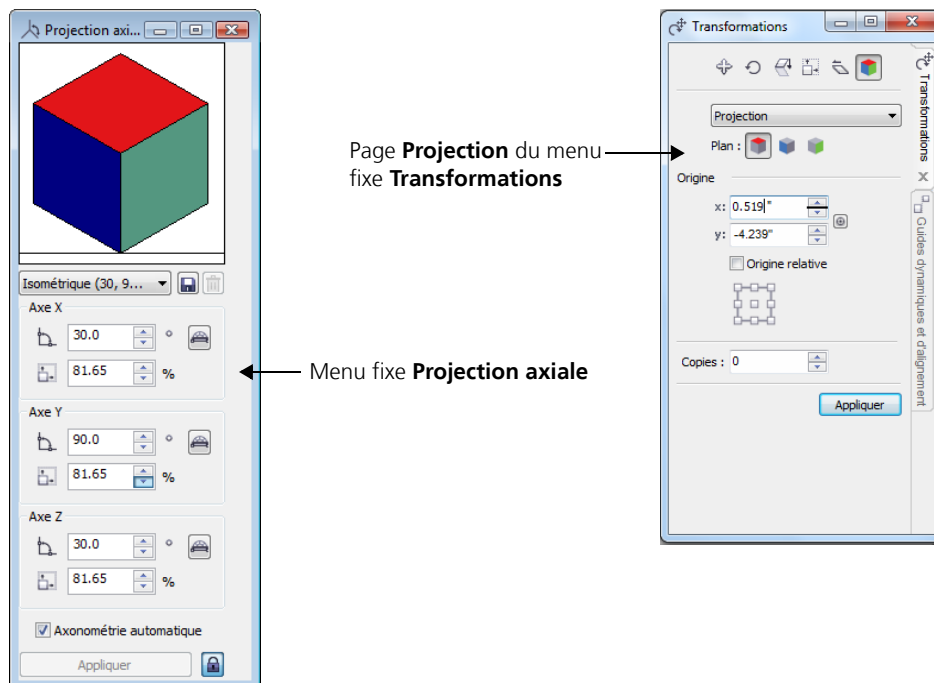 Projection axi...
Isométrique (30, 9...
Axe X
30.0 °
81.65 %
Axe Y
90.0 °
81.65 %
Axe Z
30.0 °
81.65 %
Axonométrie automatique
Appliquer
Page Projection du menu
fixe Transformations
Menu fixe Projection axiale
Transformations
Projection
Plan :
Origine
x: 0.519"
y: -4.239"
Origine relative
Copies : 0
Appliquer
Transformations
Guides dynamiques et d'alignement